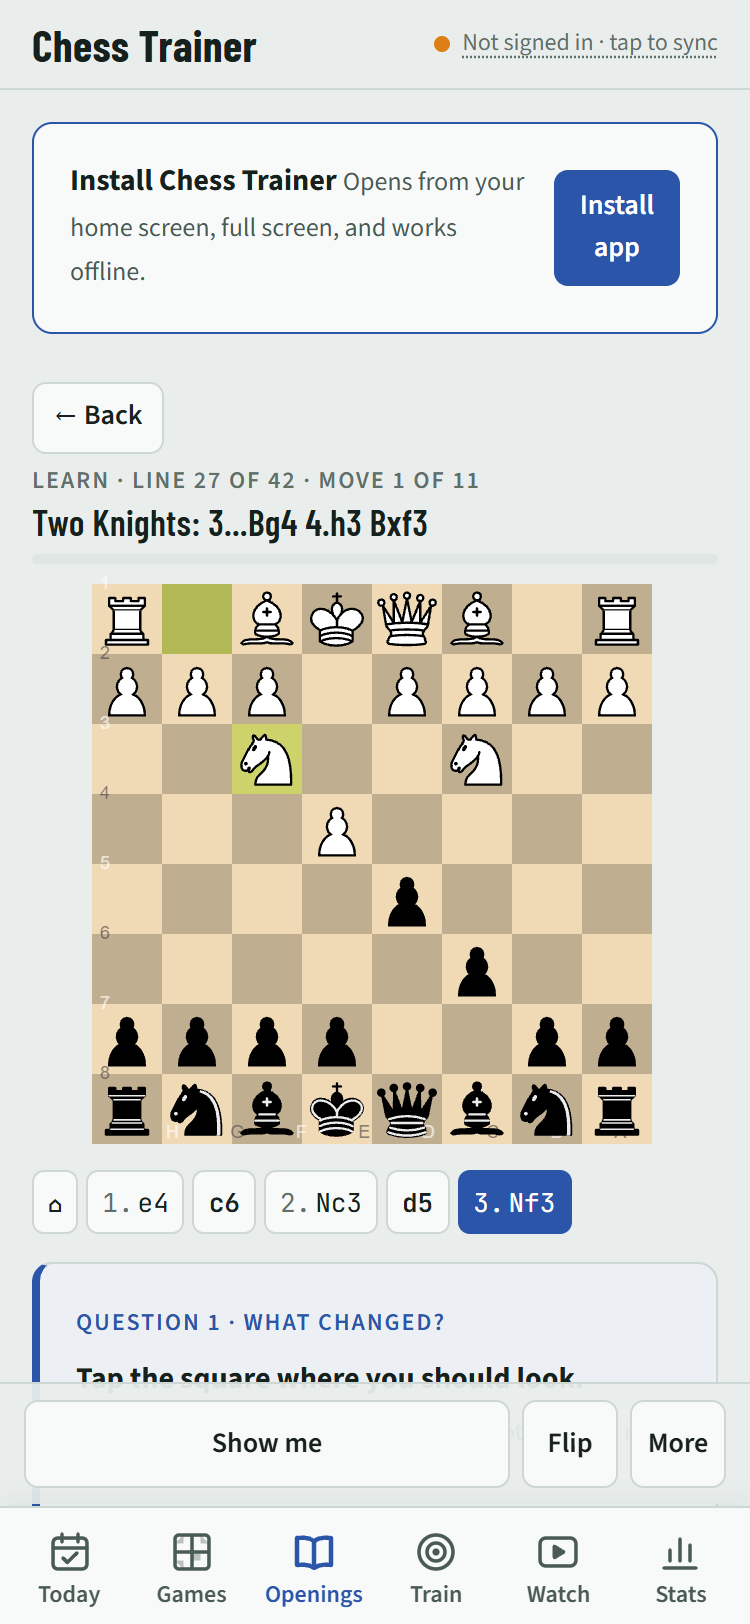 Chess Trainer
Not signed in · tap to sync
Install Chess Trainer Opens from your
home screen, full screen, and works
offline.
Install
app
← Back
LEARN · LINE 27 OF 42 · MOVE 1 OF 11
Two Knights: 3...Bg4 4.h3 Bxf3
1
2
3
4
5
6
7
8
H G F E D C B A
⌂ 1. e4 c6 2. Nc3 d5 3. Nf3
QUESTION 1 · WHAT CHANGED?
Tap the square where you should look.
Show me
Flip
More
Today
Games
Openings
Train
Watch
Stats